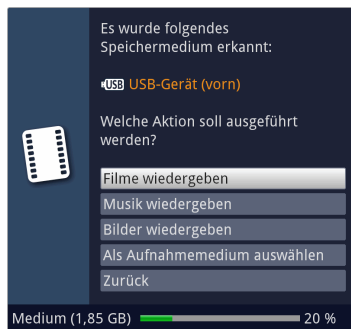 Es wurde folgendes
Speichermedium erkannt:
USB USB-Gerät (vorn)
Welche Aktion soll ausgeführt
werden?
Filme wiedergeben
Musik wiedergeben
Bilder wiedergeben
Als Aufnahmemedium auswählen
Zurück
Medium (1,85 GB) 20 %